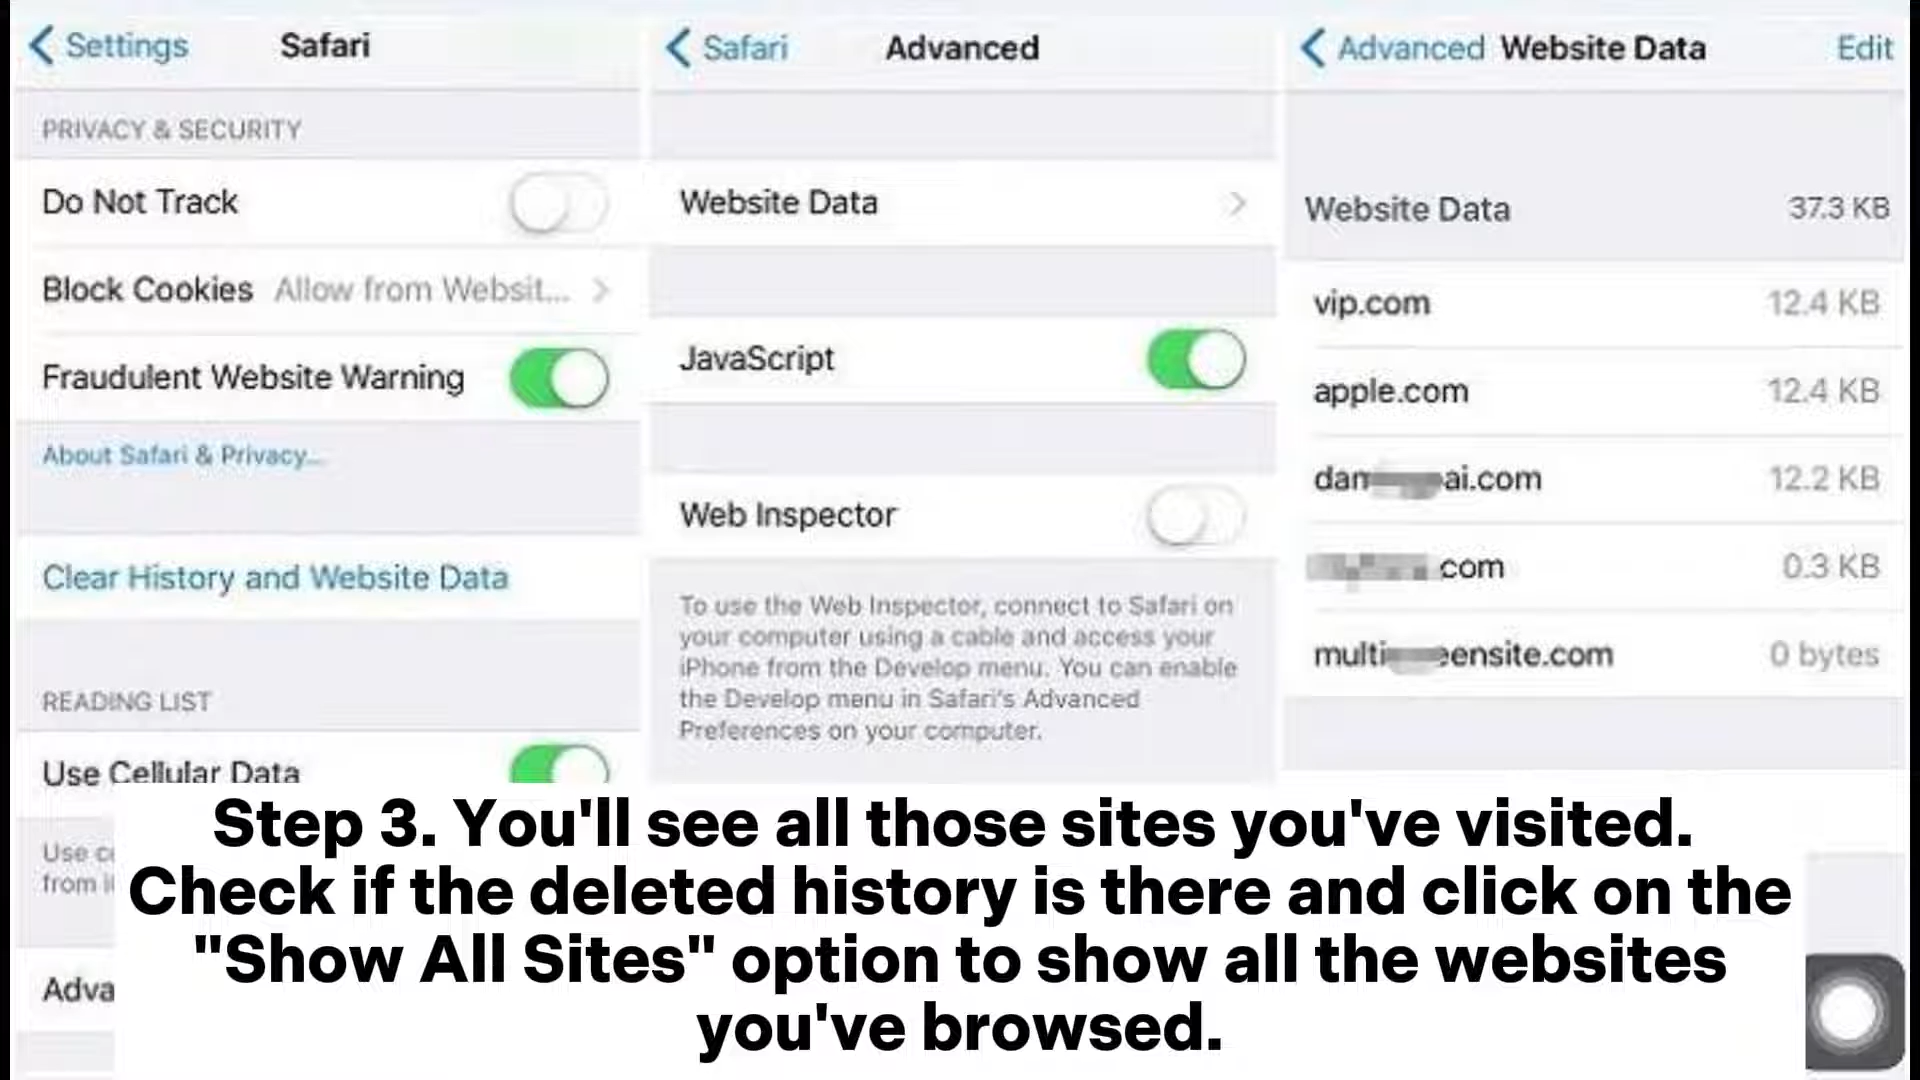 Settings Safari
PRIVACY & SECURITY
Do Not Track
Block Cookies Allow from Websit...
Fraudulent Website Warning
About Safari & Privacy...
Clear History and Website Data
READING LIST
Use Cellular Data
Use
from
Adva
Safari Advanced
Website Data
JavaScript
Web Inspector
To use the Web Inspector, connect to Safari on
your computer using a cable and access your
iPhone from the Develop menu. You can enable
the Develop menu in Safari's Advanced
Preferences on your computer.
Advanced Website Data Edit
Website Data 37.3 KB
vip.com 12.4 KB
apple.com 12.4 KB
dan ai.com 12.2 KB
com 0.3 KB
multi eensite.com 0 bytes
Step 3. You'll see all those sites you've visited.
Check if the deleted history is there and click on the
"Show All Sites" option to show all the websites
you've browsed.